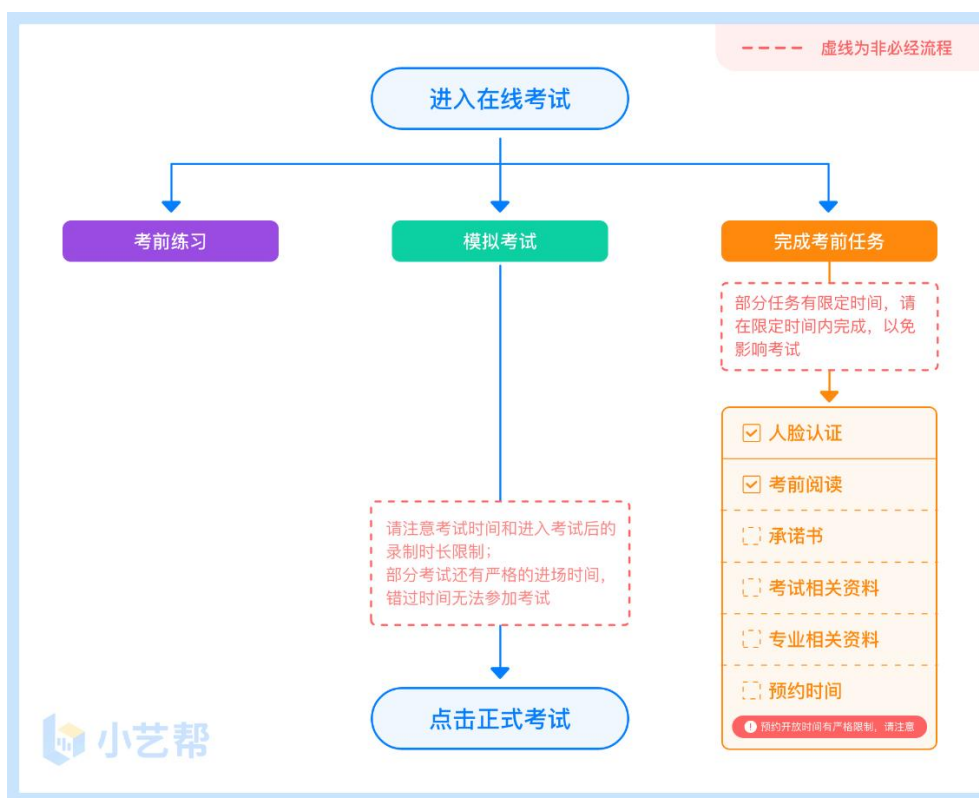 虚线为非必经流程
进入在线考试
考前练习
模拟考试
完成考前任务
部分任务有限定时间，请
在限定时间内完成，以免
影响考试
人脸认证
考前阅读
承诺书
考试相关资料
专业相关资料
预约时间
预约开放时间有严格限制，请注意
请注意考试时间和进入考试后的
录制时长限制；
部分考试还有严格的进场时间，
错过时间无法参加考试
点击正式考试
小艺帮